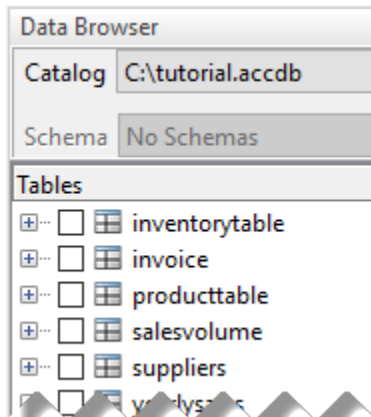 Data Browser
Catalog C:\tutorial.accdb
Schema No Schemas
Tables
inventorytable
invoice
producttable
salesvolume
suppliers